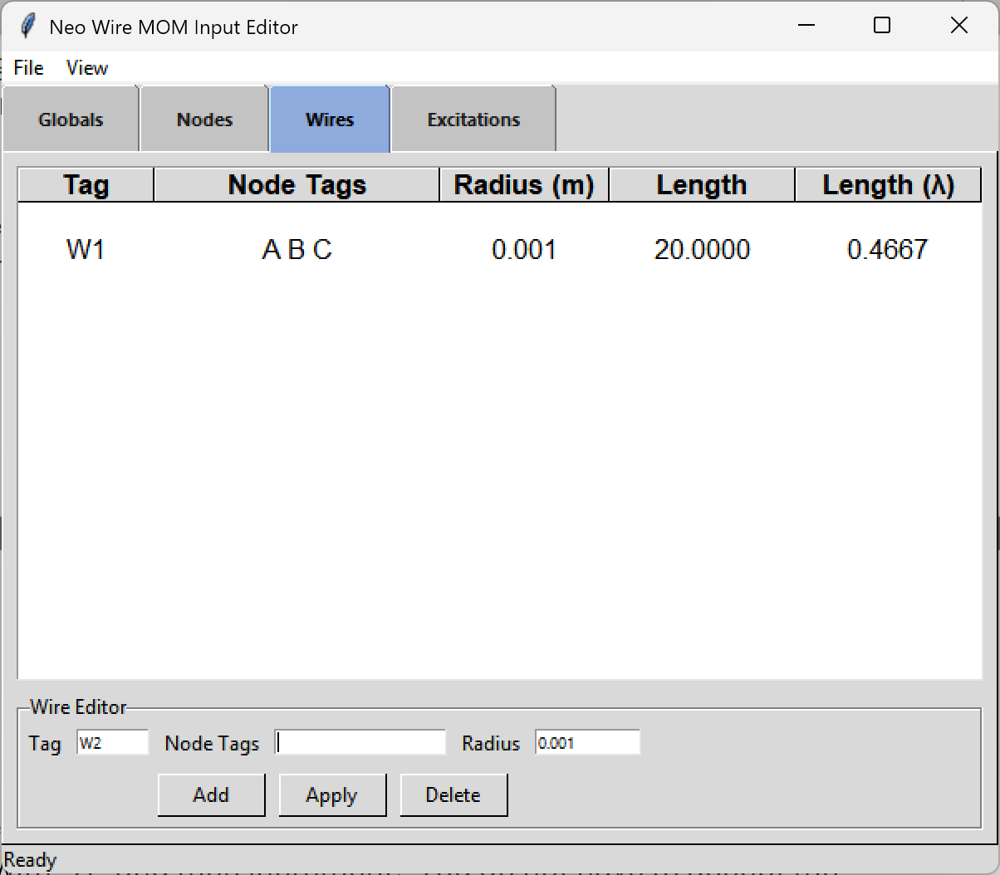 Neo Wire MOM Input Editor
File View
Globals Nodes Wires Excitations
Tag Node Tags Radius (m) Length Length (λ)
W1 A B C 0.001 20.0000 0.4667
Wire Editor
Tag W2 Node Tags Radius 0.001
Add Apply Delete
Ready